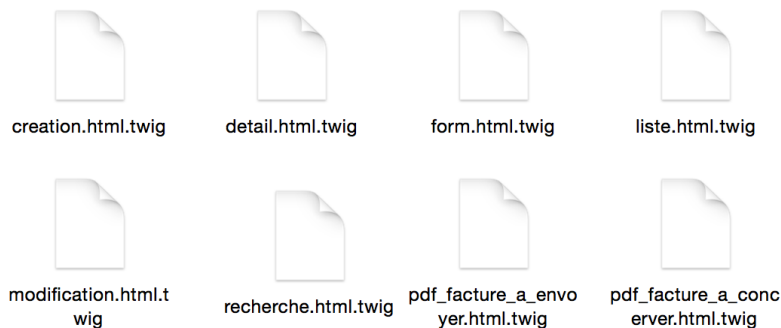 creation.html.twig
detail.html.twig
form.html.twig
liste.html.twig
modification.html.t
wig
recherche.html.twig
pdf_facture_a_envo
yer.html.twig
pdf_facture_a_conc
erver.html.twig